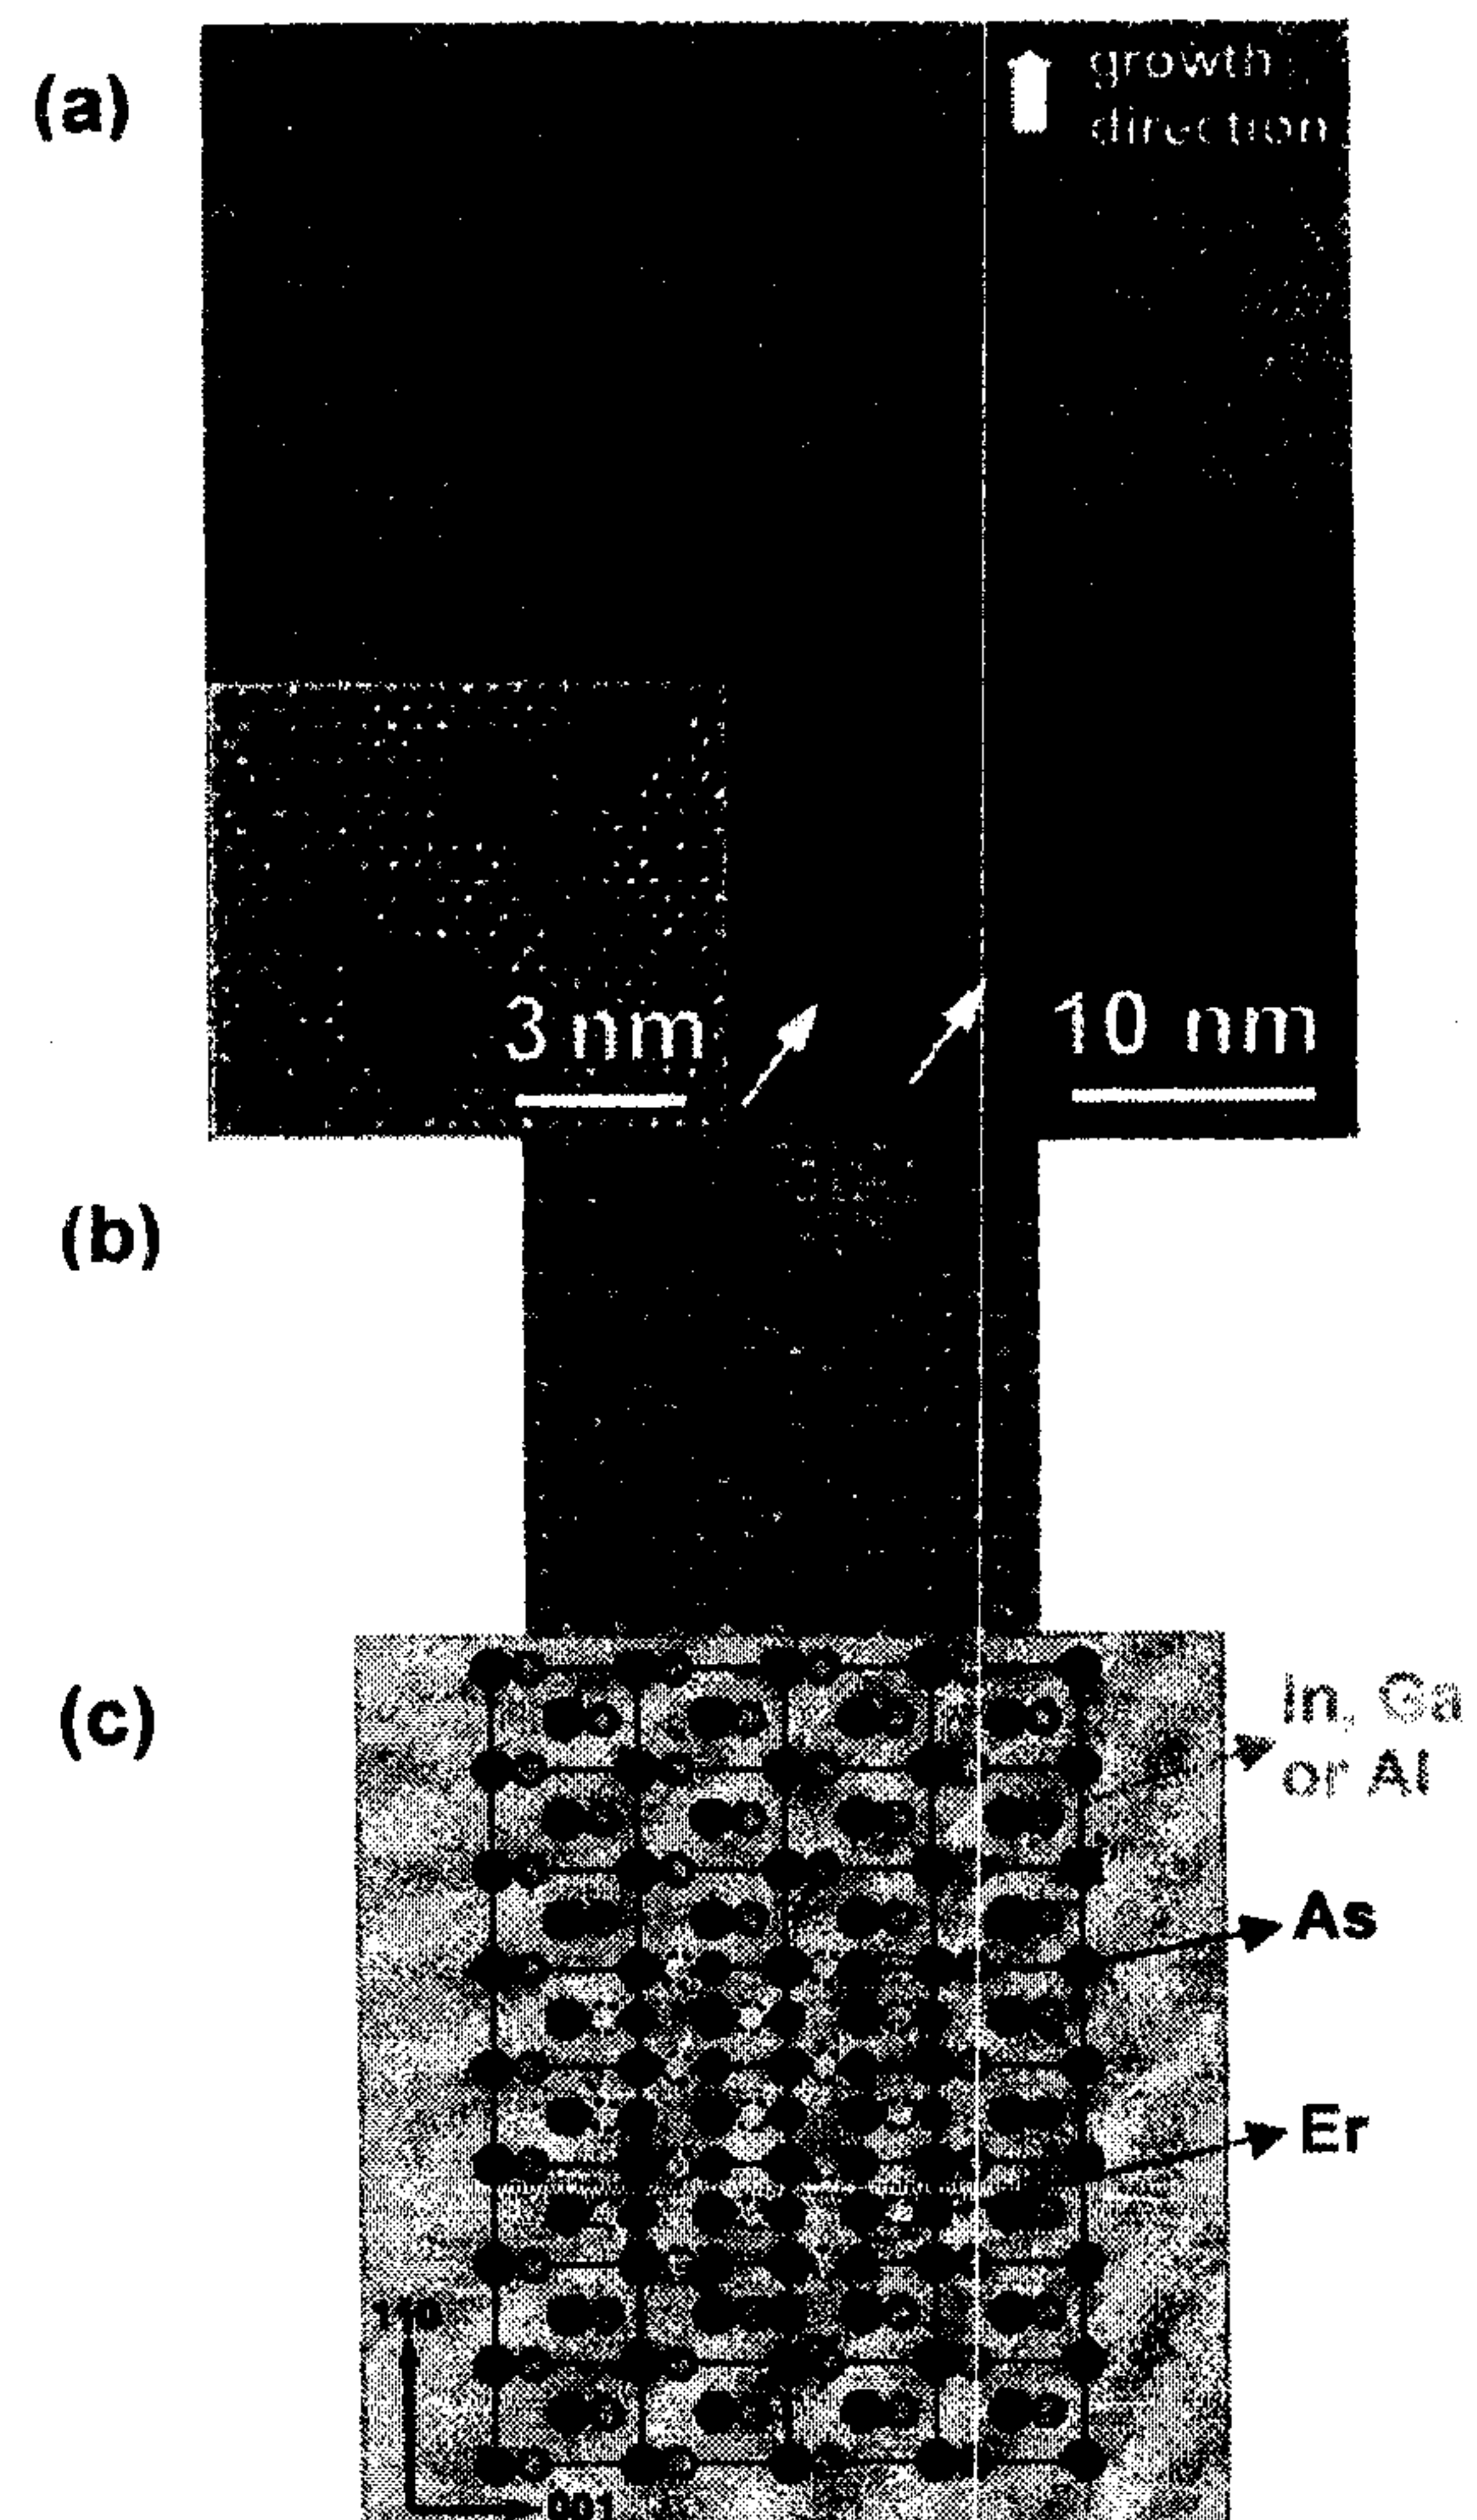 (a)
growth
direction
3 nm
10 nm
(b)
(c)
In, Ga
or Al
As
Er
110
001